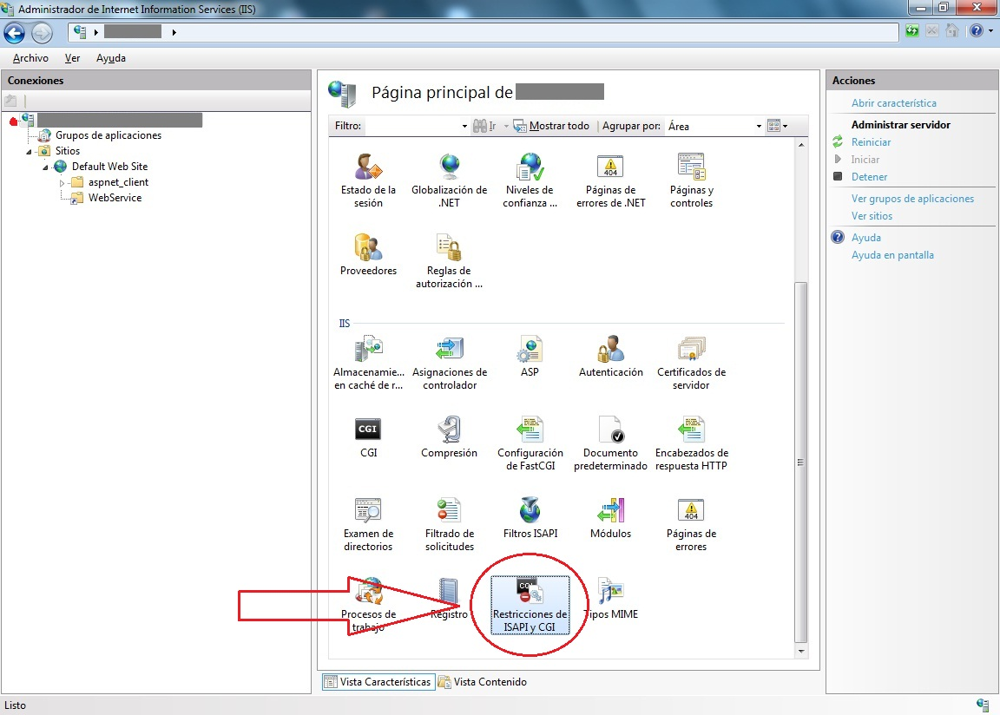 Administrador de Internet Information Services (IIS)
Archivo Ver Ayuda
Conexiones
Grupos de aplicaciones
Sitios
Default Web Site
aspnet_client
WebService
Página principal de
Filtro: Ir Mostrar todo Agrupar por: Área
Estado de la Globalización de Niveles de Páginas de Páginas y
sesión .NET confianza ... errores de .NET controles
Proveedores Reglas de
autorización ...
IIS
Almacenamie... Asignaciones de ASP Autenticación Certificados de
en caché de r... controlador servidor
CGI
CGI Compresión Configuración Documento Encabezados de
de FastCGI predeterminado respuesta HTTP
Examen de Filtrado de Filtros ISAPI Módulos Páginas de
directorios solicitudes errores
Procesos de Registro Restricciones de Tipos MIME
trabajo ISAPI y CGI
Vista Características Vista Contenido
Acciones
Abrir característica
Administrar servidor
Reiniciar
Iniciar
Detener
Ver grupos de aplicaciones
Ver sitios
Ayuda
Ayuda en pantalla
Listo